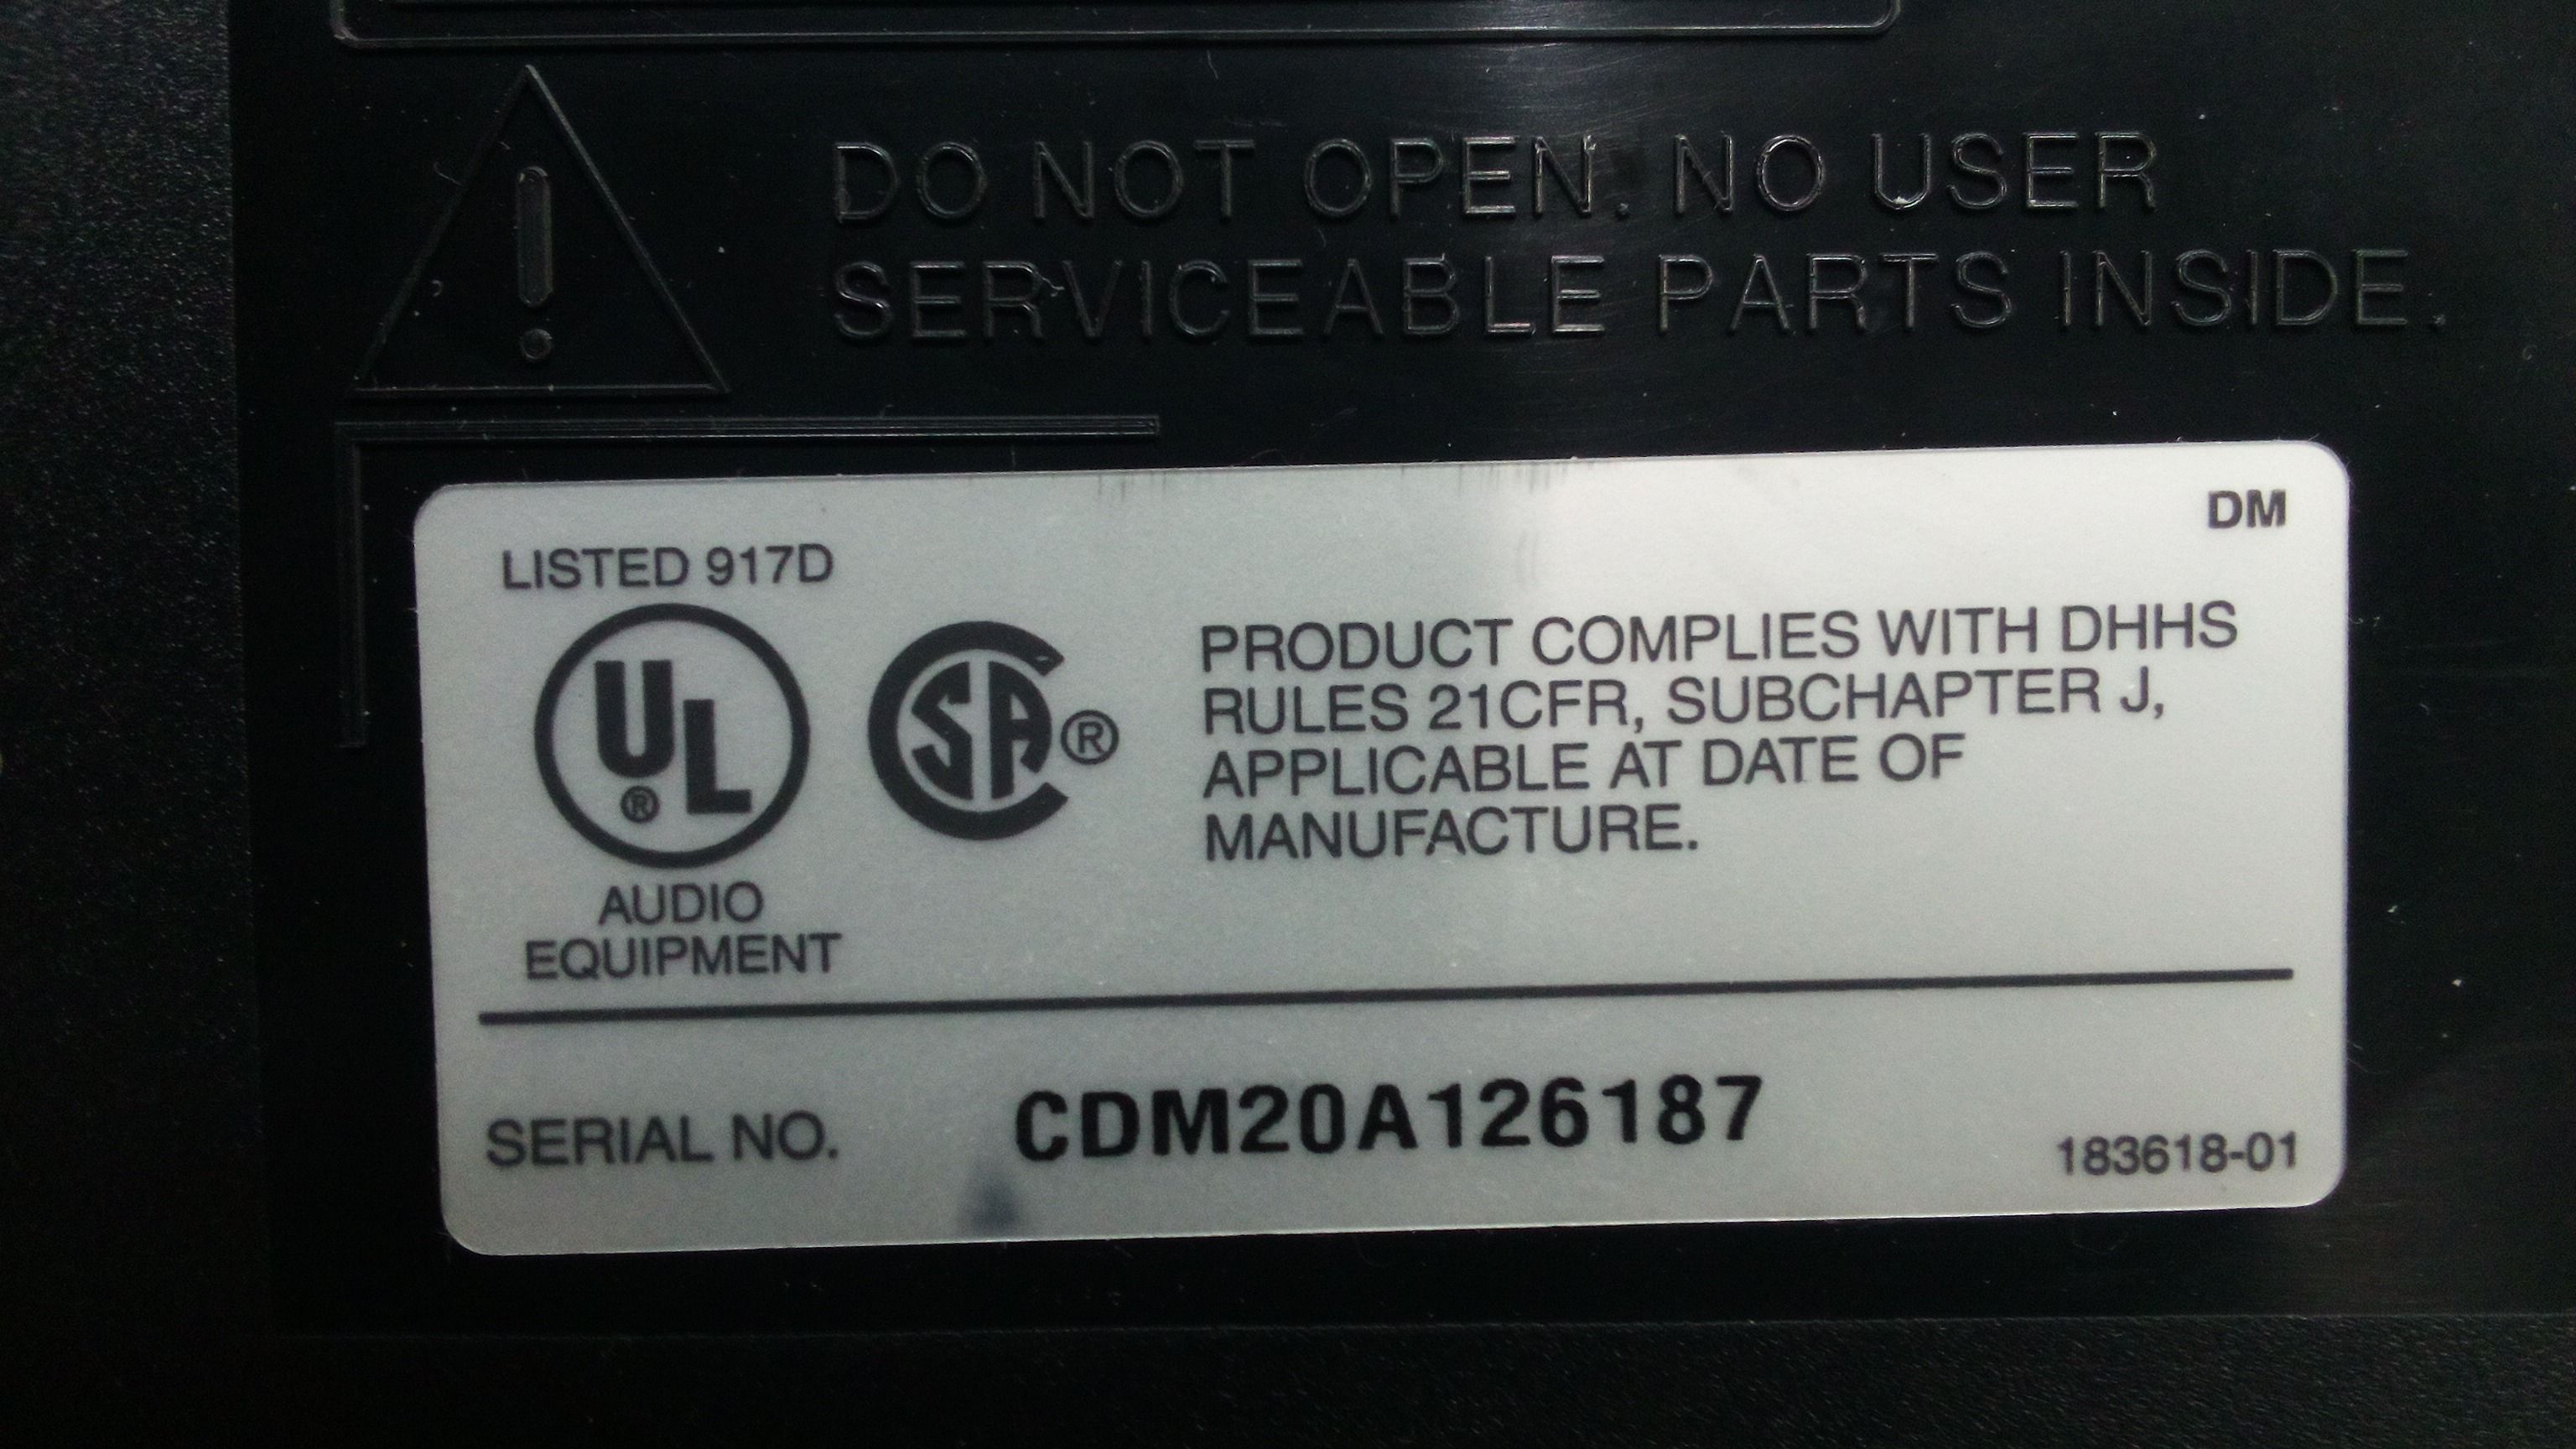 DO NOT OPEN. NO USER
SERVICEABLE PARTS INSIDE.
DM
LISTED 917D
UL
®
AUDIO
EQUIPMENT
CSA®
PRODUCT COMPLIES WITH DHHS
RULES 21CFR, SUBCHAPTER J,
APPLICABLE AT DATE OF
MANUFACTURE.
SERIAL NO. CDM20A126187
183618-01